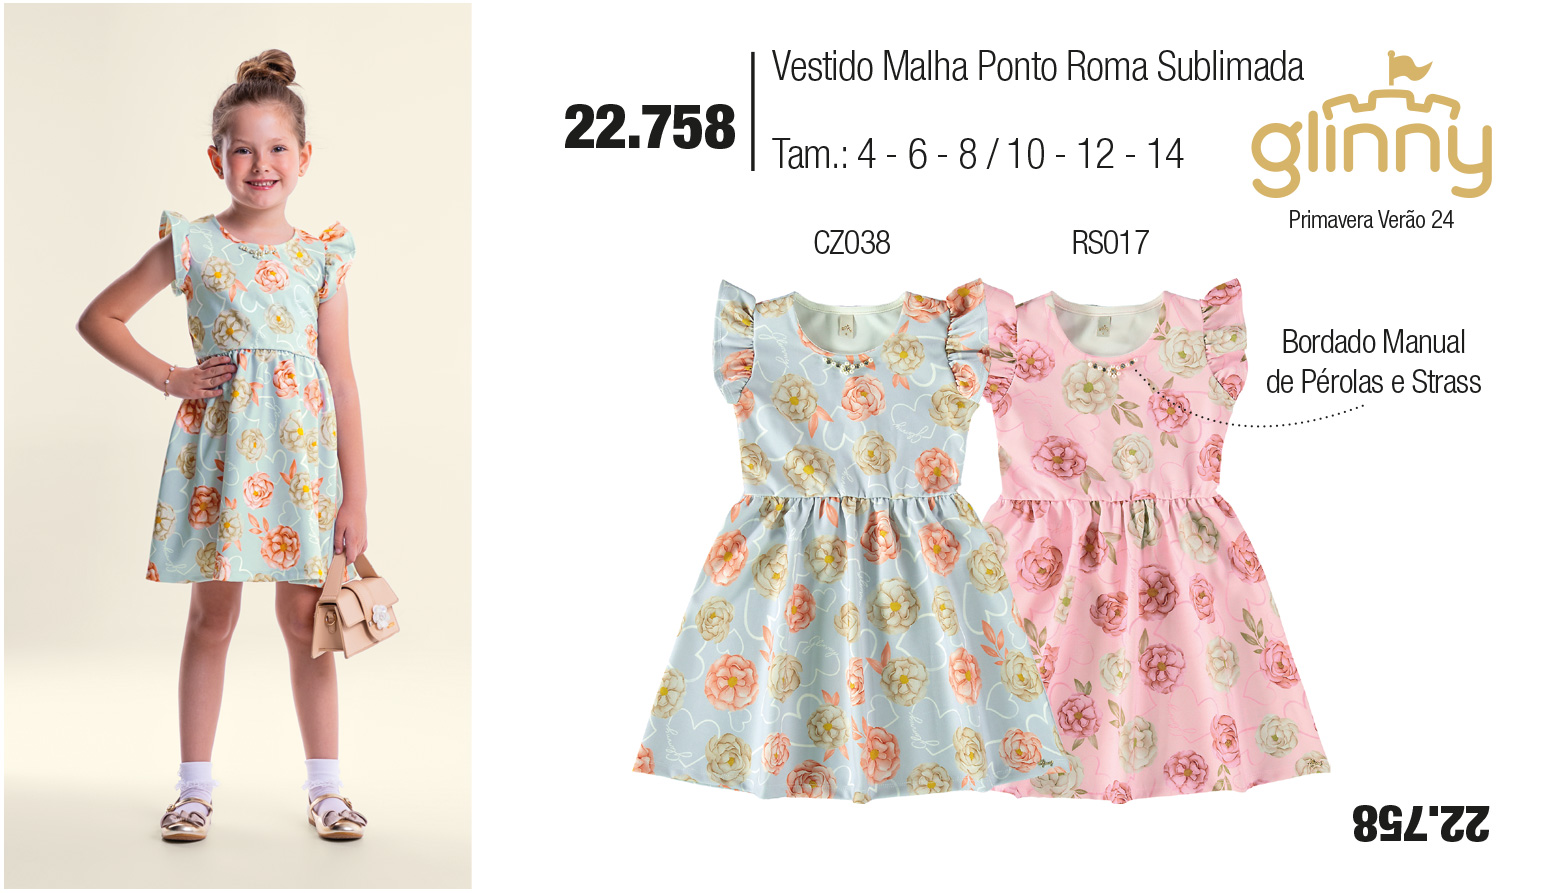 22.758
Vestido Malha Ponto Roma Sublimada
Tam.: 4 - 6 - 8 / 10 - 12 - 14
glinny
Primavera Verão 24
CZ038
RS017
Bordado Manual
de Pérolas e Strass
22.758